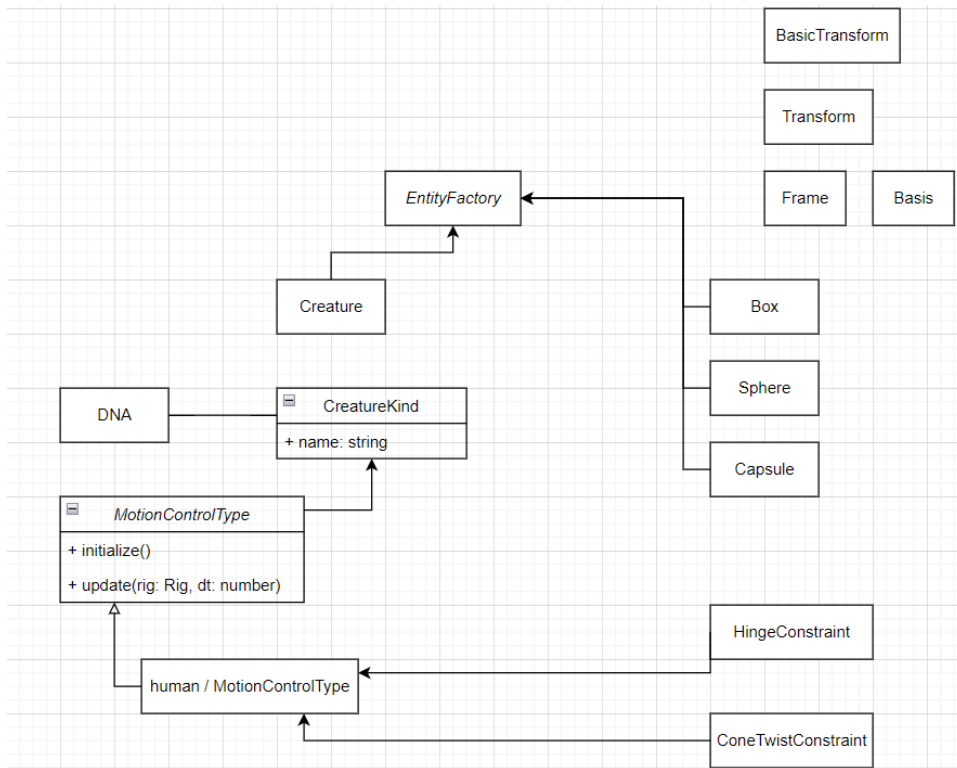 BasicTransform
Transform
EntityFactory
Frame
Basis
Creature
Box
Sphere
DNA
CreatureKind
+ name: string
Capsule
MotionControlType
+ initialize()
+ update(rig: Rig, dt: number)
HingeConstraint
human / MotionControlType
ConeTwistConstraint